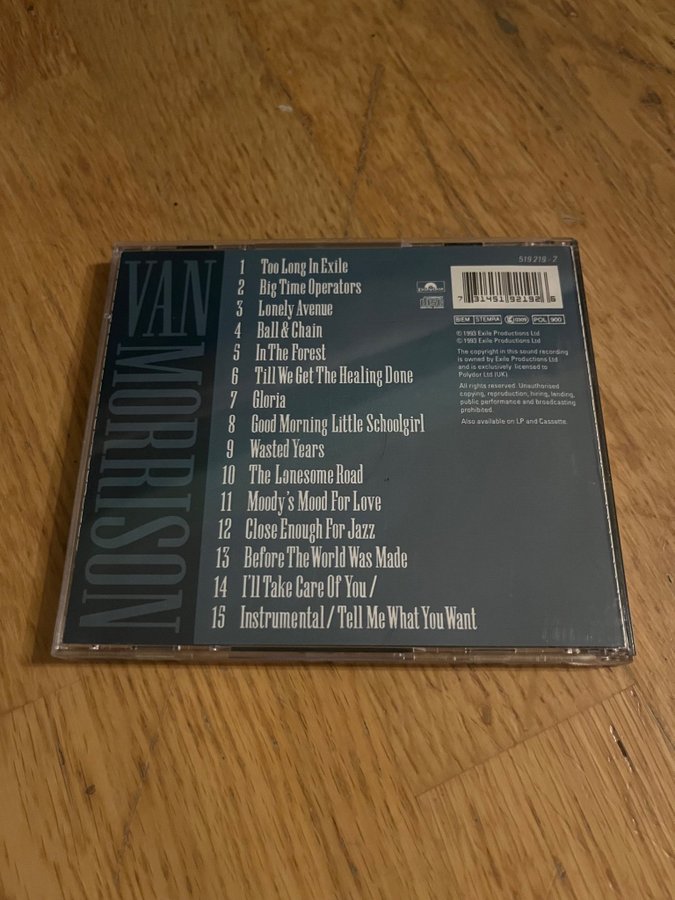 VAN MORRISON
1 Too Long In Exile
2 Big Time Operators
3 Lonely Avenue
4 Ball & Chain
5 In The Forest
6 Till We Get The Healing Done
7 Gloria
8 Good Morning Little Schoolgirl
9 Wasted Years
10 The Lonesome Road
11 Moody's Mood For Love
12 Close Enough For Jazz
13 Before The World Was Made
14 I'll Take Care Of You /
15 Instrumental / Tell Me What You Want
519 219-2
7 31451 92192 6
BIEM STEMRA
POL 900
℗ 1993 Exile Productions Ltd
© 1993 Exile Productions Ltd
The copyright in this sound recording
is owned by Exile Productions Ltd
and is exclusively licensed to
Polydor Ltd (UK).
All rights reserved. Unauthorised
copying, reproduction, hiring, lending,
public performance and broadcasting
prohibited.
Also available on LP and Cassette.